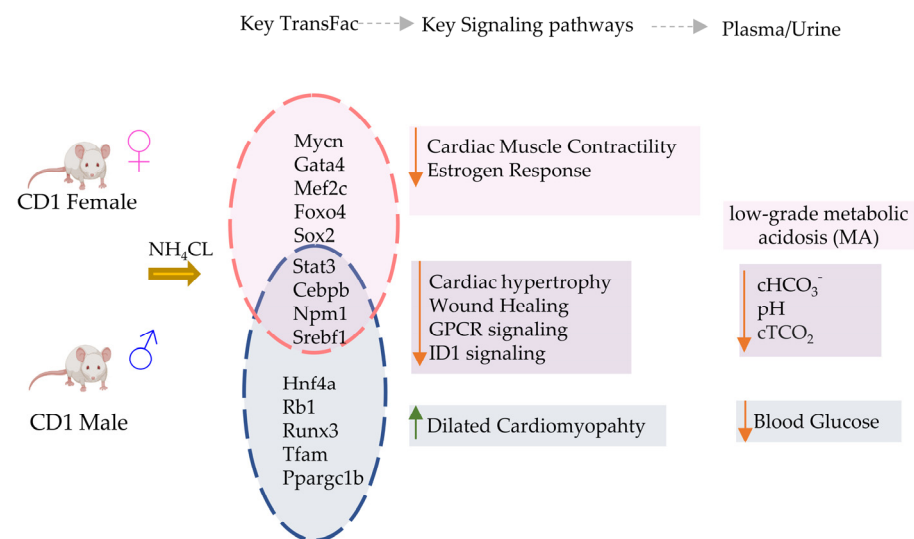 Key TransFac
Key Signaling pathways
Plasma/Urine
CD1 Female
NH₄CL
CD1 Male
Mycn
Gata4
Mef2c
Foxo4
Sox2
Stat3
Cebpb
Npm1
Srebf1
Hnf4a
Rb1
Runx3
Tfam
Ppargc1b
Cardiac Muscle Contractility
Estrogen Response
Cardiac hypertrophy
Wound Healing
GPCR signaling
ID1 signaling
Dilated Cardiomyopahty
low-grade metabolic
acidosis (MA)
cHCO₃⁻
pH
cTCO₂
Blood Glucose